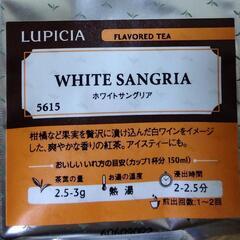 LUPICIA
FLAVORED TEA
WHITE SANGRIA
ホワイトサングリア
5615
柑橘など果実を贅沢に漬け込んだ白ワインをイメージ
した、爽やかな香りの紅茶。アイスティーにも。
おいしいいれ方の目安(カップ1杯分 150ml)
茶葉の量 お湯の温度 浸出時間
2.5-3g 熱湯 2-2.5分
煎出回数:1~2回